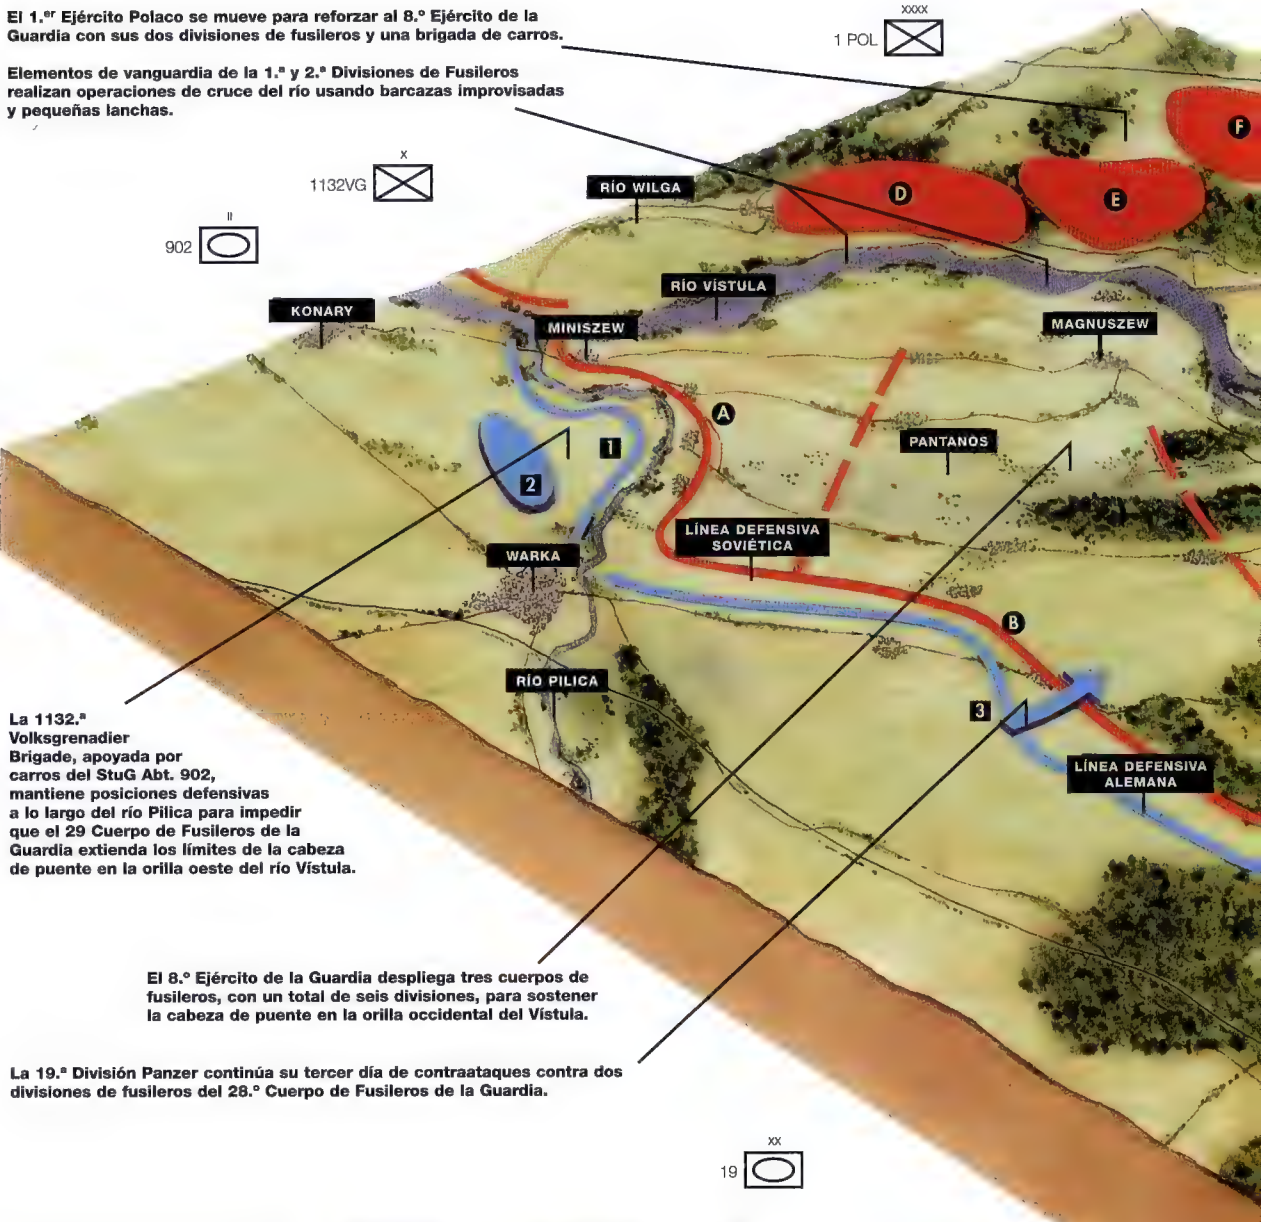 El 1.er Ejército Polaco se mueve para reforzar al 8.º Ejército de la
Guardia con sus dos divisiones de fusileros y una brigada de carros.
Elementos de vanguardia de la 1.ª y 2.ª Divisiones de Fusileros
realizan operaciones de cruce del río usando barcazas improvisadas
y pequeñas lanchas.
XXXX
1 POL
F
X
1132VG
RÍO WILGA
D
E
II
902
RÍO VÍSTULA
KONARY
MINISZEW
MAGNUSZEW
A
1
PANTANOS
2
LÍNEA DEFENSIVA
SOVIÉTICA
WARKA
B
RÍO PILICA
3
LÍNEA DEFENSIVA
ALEMANA
La 1132.ª
Volksgrenadier
Brigade, apoyada por
carros del StuG Abt. 902,
mantiene posiciones defensivas
a lo largo del río Pilica para impedir
que el 29 Cuerpo de Fusileros de la
Guardia extienda los límites de la cabeza
de puente en la orilla oeste del río Vístula.
El 8.º Ejército de la Guardia despliega tres cuerpos de
fusileros, con un total de seis divisiones, para sostener
la cabeza de puente en la orilla occidental del Vístula.
La 19.ª División Panzer continúa su tercer día de contraataques contra dos
divisiones de fusileros del 28.º Cuerpo de Fusileros de la Guardia.
XX
19